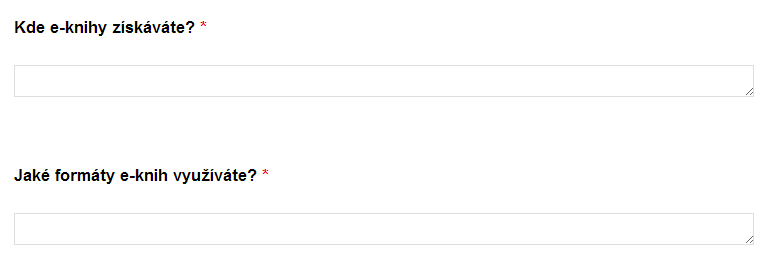 Kde e-knihy získáváte? *
Jaké formáty e-knih využíváte? *